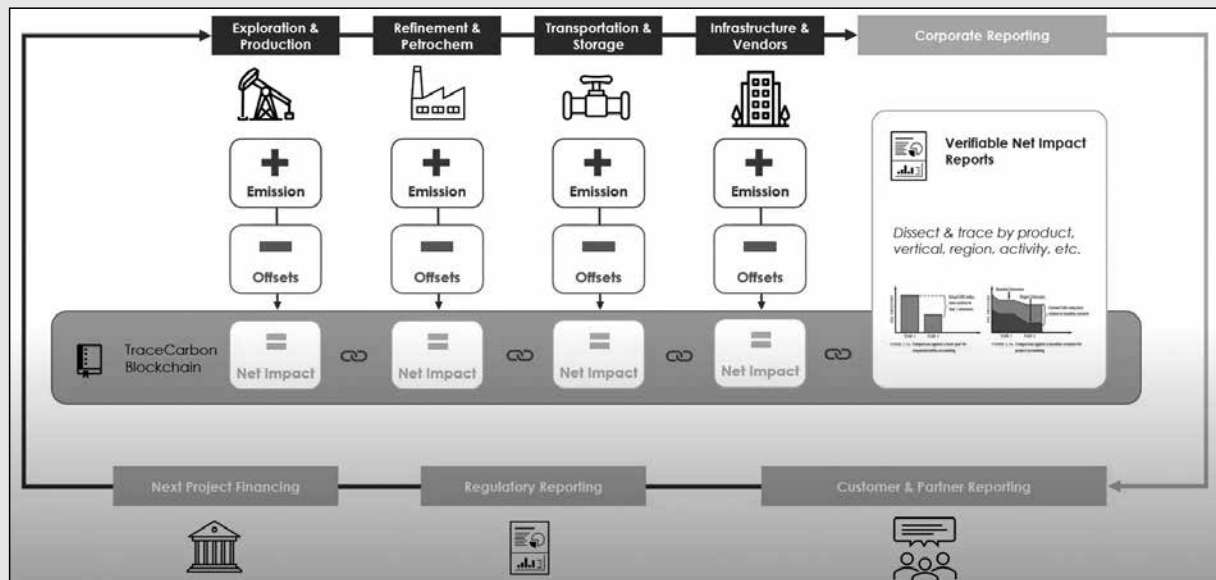 Exploration &
Production
Refinement &
Petrochem
Transportation &
Storage
Infrastructure &
Vendors
Corporate Reporting
Emission
Emission
Emission
Emission
Verifiable Net Impact
Reports
Dissect & trace by product,
vertical, region, activity, etc.
Offsets
Offsets
Offsets
Offsets
TraceCarbon
Blockchain
Net Impact
Net Impact
Net Impact
Net Impact
Next Project Financing
Regulatory Reporting
Customer & Partner Reporting